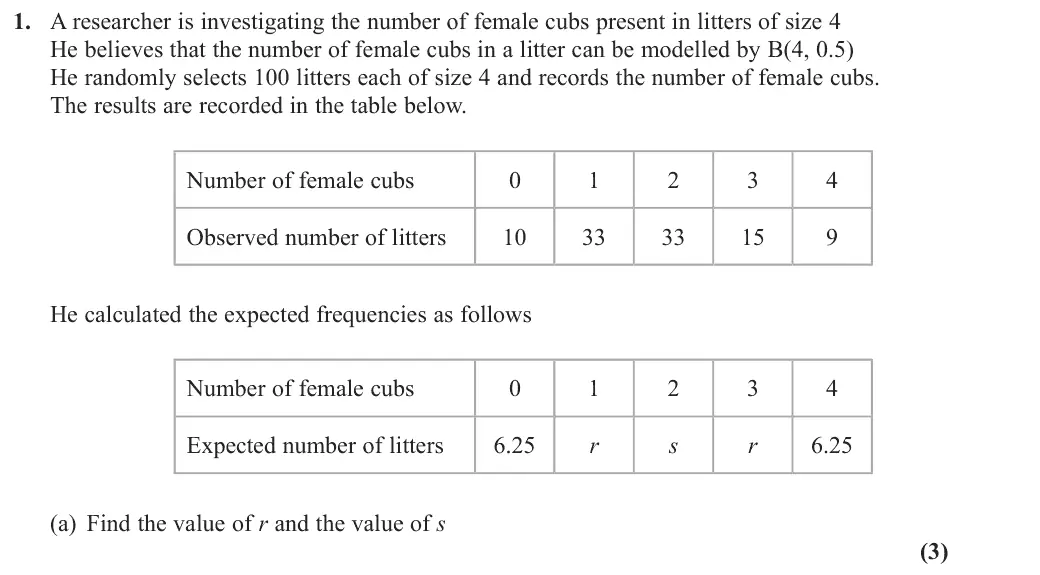 1. A researcher is investigating the number of female cubs present in litters of size 4
He believes that the number of female cubs in a litter can be modelled by B(4, 0.5)
He randomly selects 100 litters each of size 4 and records the number of female cubs.
The results are recorded in the table below.
Number of female cubs 0 1 2 3 4
Observed number of litters 10 33 33 15 9
He calculated the expected frequencies as follows
Number of female cubs 0 1 2 3 4
Expected number of litters 6.25 r s r 6.25
(a) Find the value of r and the value of s
(3)